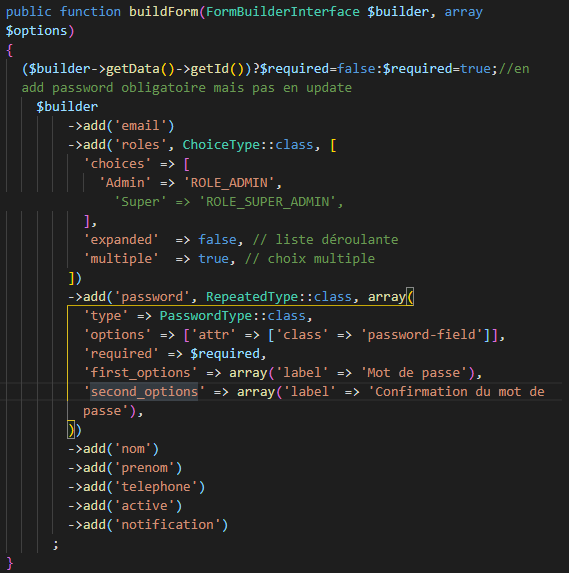 public function buildForm(FormBuilderInterface $builder, array
$options)
{
($builder->getData()->getId())?$required=false:$required=true;//en
add password obligatoire mais pas en update
$builder
->add('email')
->add('roles', ChoiceType::class, [
'choices' => [
'Admin' => 'ROLE_ADMIN',
'Super' => 'ROLE_SUPER_ADMIN',
],
'expanded'  => false, // liste déroulante
'multiple'  => true, // choix multiple
])
->add('password', RepeatedType::class, array(
'type' => PasswordType::class,
'options' => ['attr' => ['class' => 'password-field']],
'required' => $required,
'first_options' => array('label' => 'Mot de passe'),
'second_options' => array('label' => 'Confirmation du mot de
passe'),
))
->add('nom')
->add('prenom')
->add('telephone')
->add('active')
->add('notification')
;
}